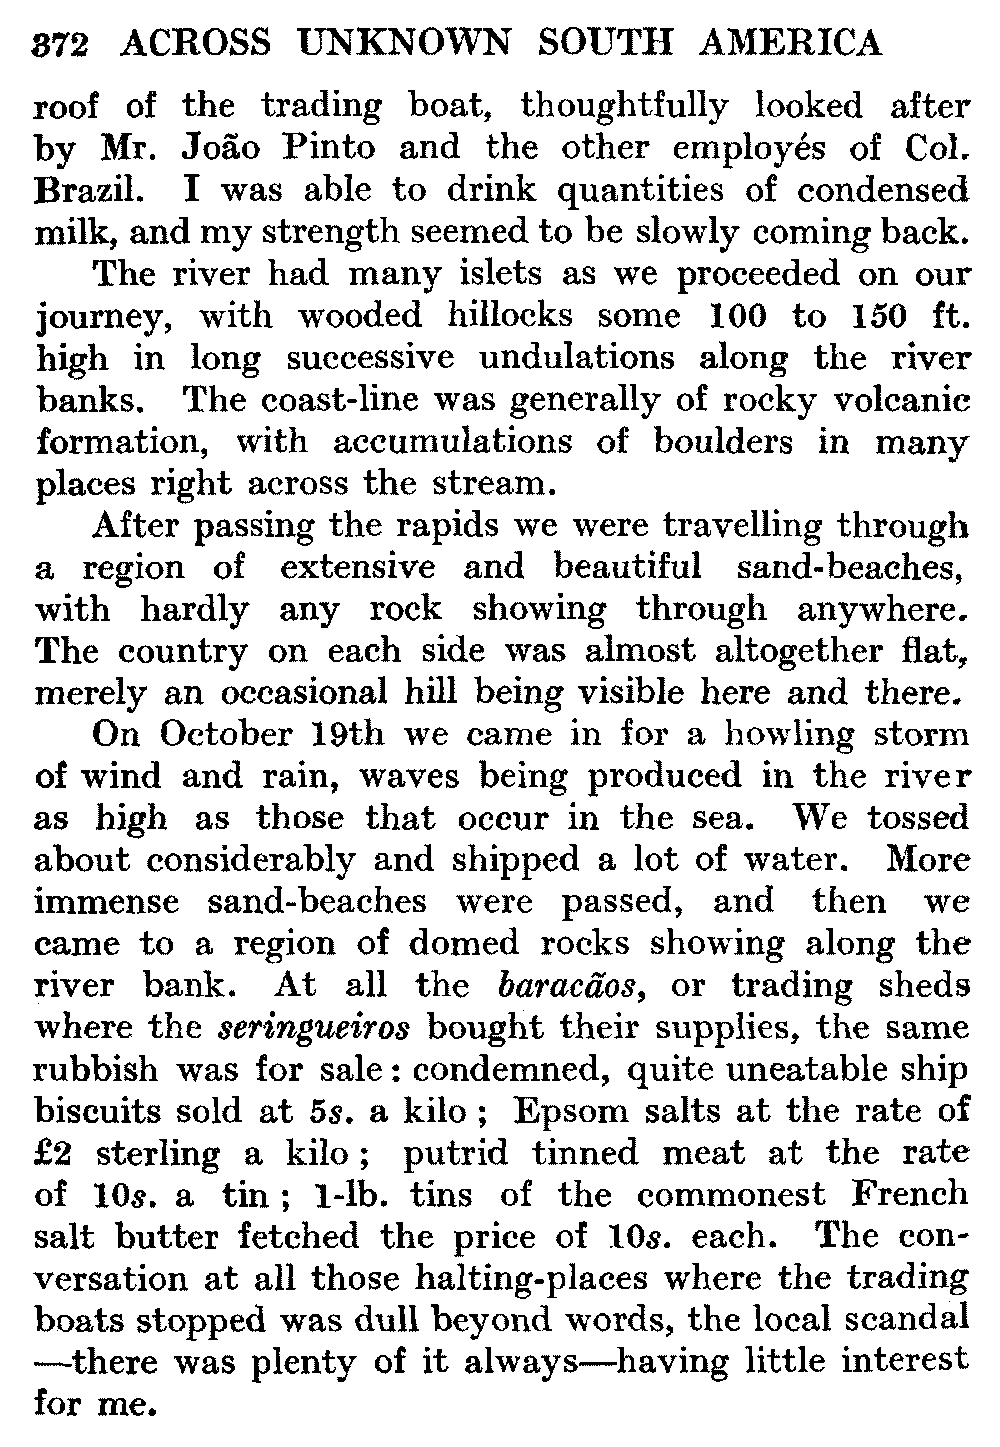 372 ACROSS UNKNOWN SOUTH AMERICA
roof of the trading boat, thoughtfully looked after
by Mr. João Pinto and the other employés of Col.
Brazil. I was able to drink quantities of condensed
milk, and my strength seemed to be slowly coming back.
The river had many islets as we proceeded on our
journey, with wooded hillocks some 100 to 150 ft.
high in long successive undulations along the river
banks. The coast-line was generally of rocky volcanic
formation, with accumulations of boulders in many
places right across the stream.
After passing the rapids we were travelling through
a region of extensive and beautiful sand-beaches,
with hardly any rock showing through anywhere.
The country on each side was almost altogether flat,
merely an occasional hill being visible here and there.
On October 19th we came in for a howling storm
of wind and rain, waves being produced in the river
as high as those that occur in the sea. We tossed
about considerably and shipped a lot of water. More
immense sand-beaches were passed, and then we
came to a region of domed rocks showing along the
river bank. At all the baracãos, or trading sheds
where the seringueiros bought their supplies, the same
rubbish was for sale: condemned, quite uneatable ship
biscuits sold at 5s. a kilo; Epsom salts at the rate of
£2 sterling a kilo; putrid tinned meat at the rate
of 10s. a tin; 1-lb. tins of the commonest French
salt butter fetched the price of 10s. each. The con-
versation at all those halting-places where the trading
boats stopped was dull beyond words, the local scandal
—there was plenty of it always—having little interest
for me.